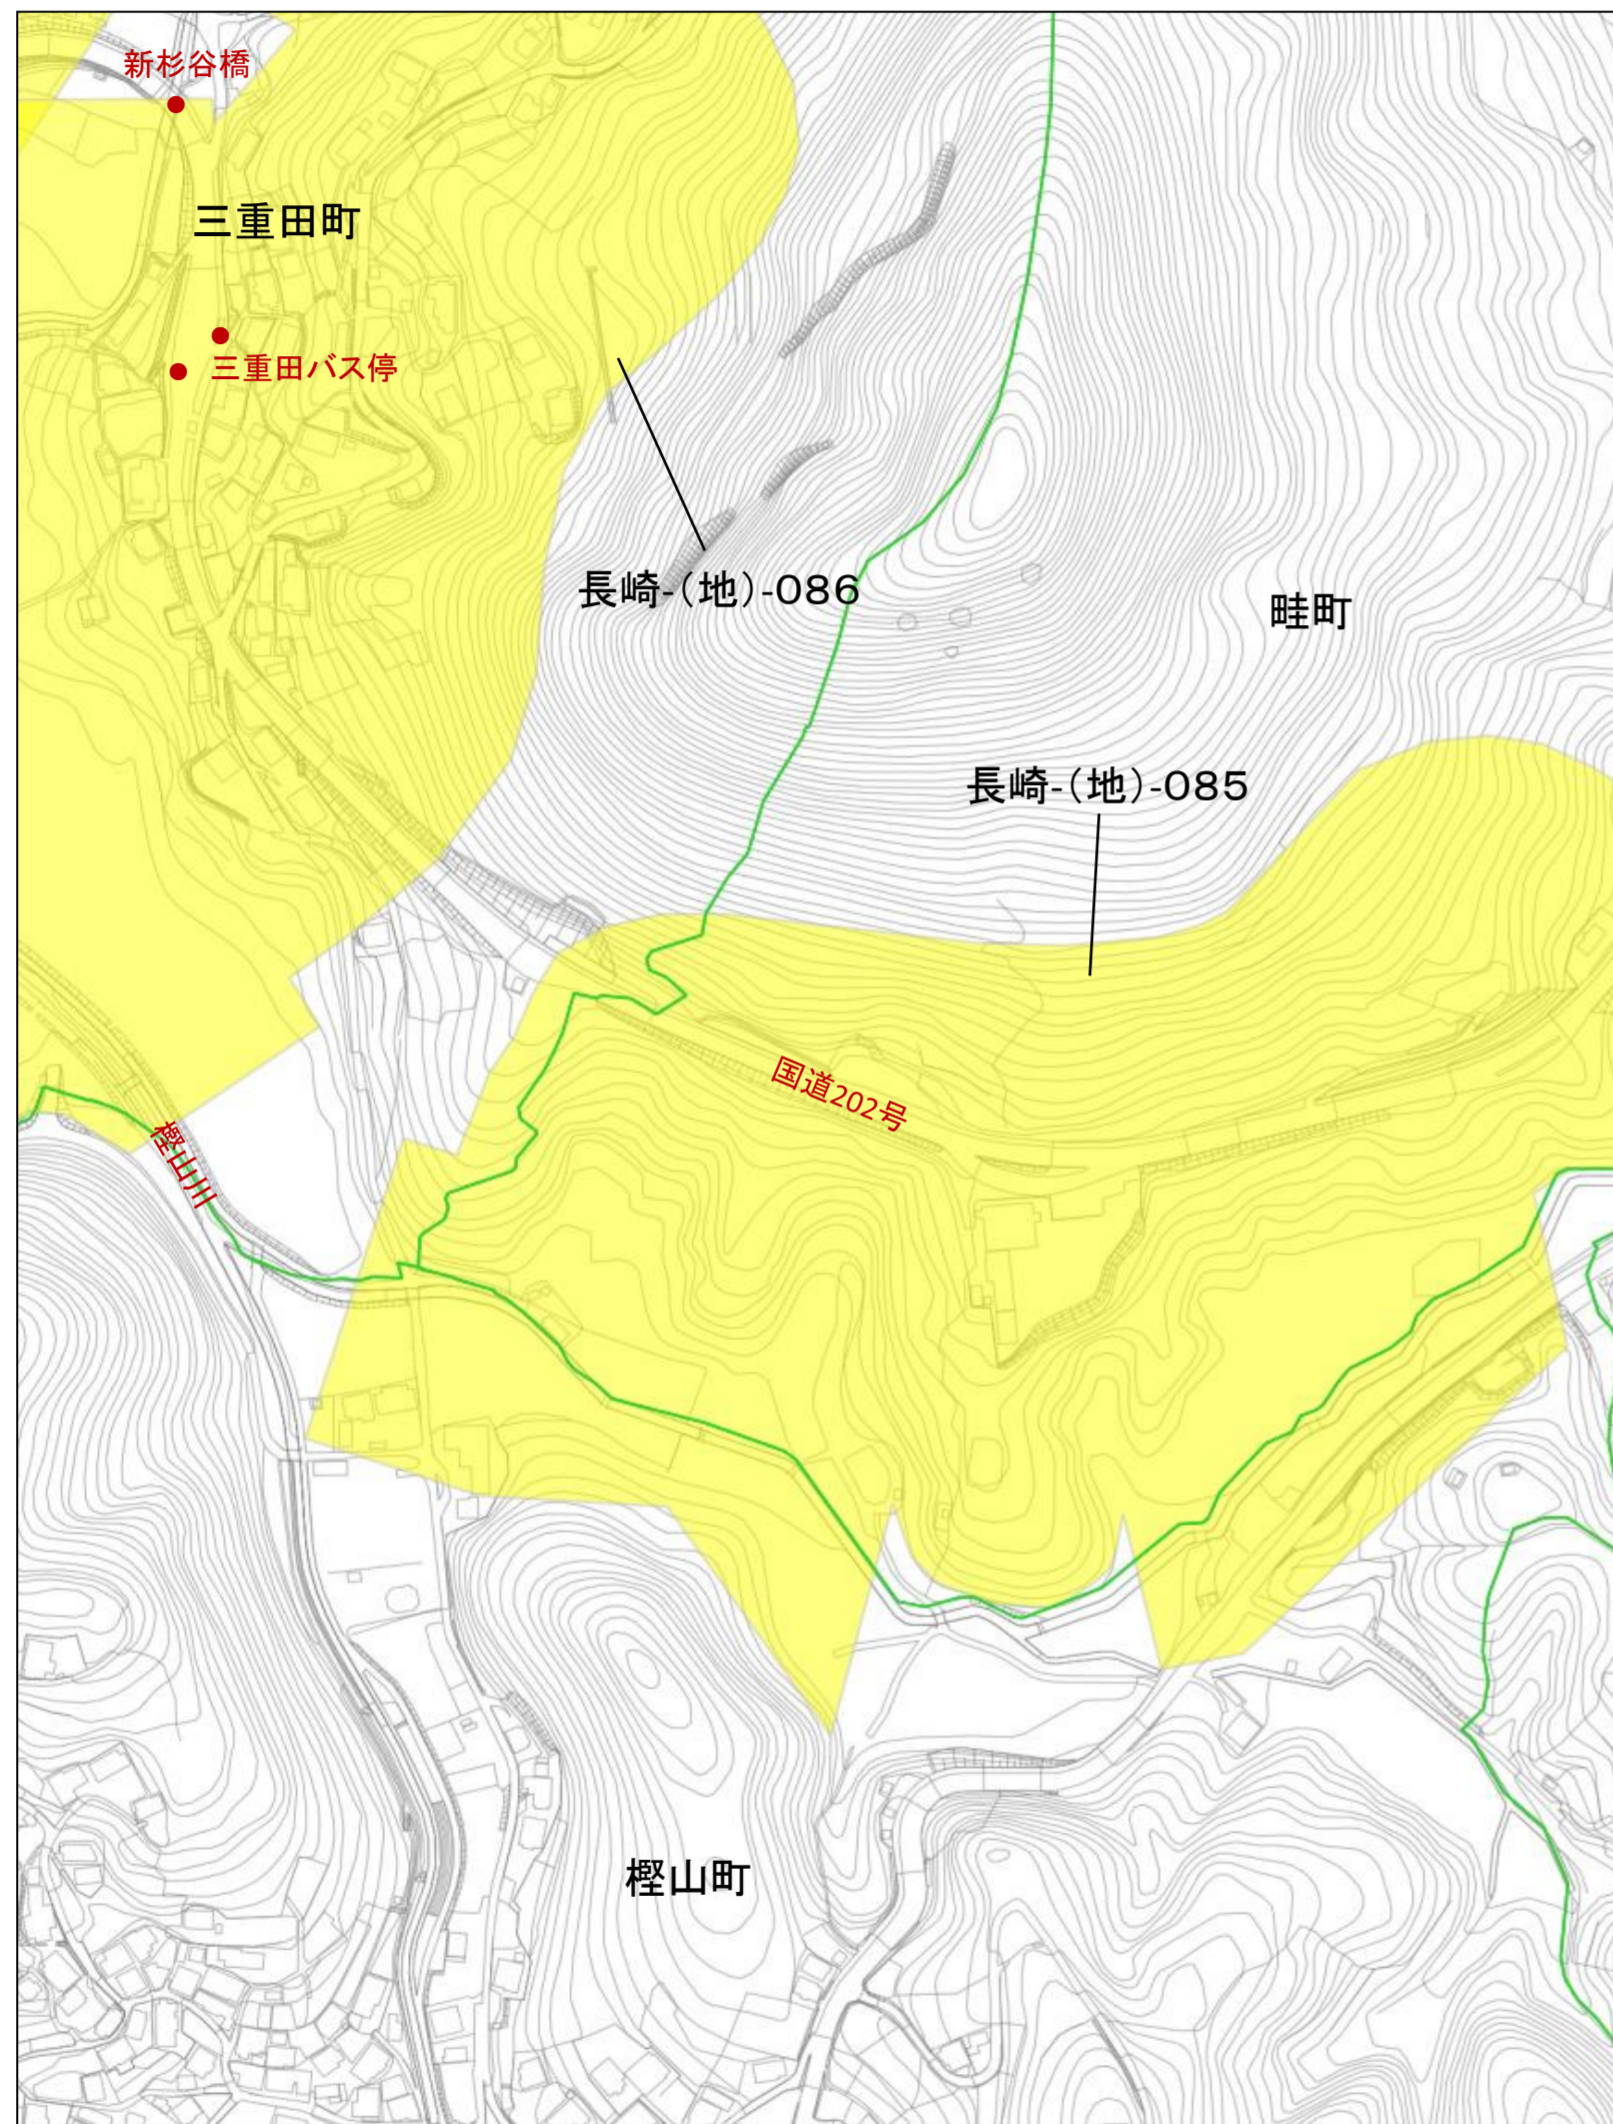 新杉谷橋
三重田町
三重田バス停
長崎-(地)-086
畦町
長崎-(地)-085
国道202号
樫山川
樫山町